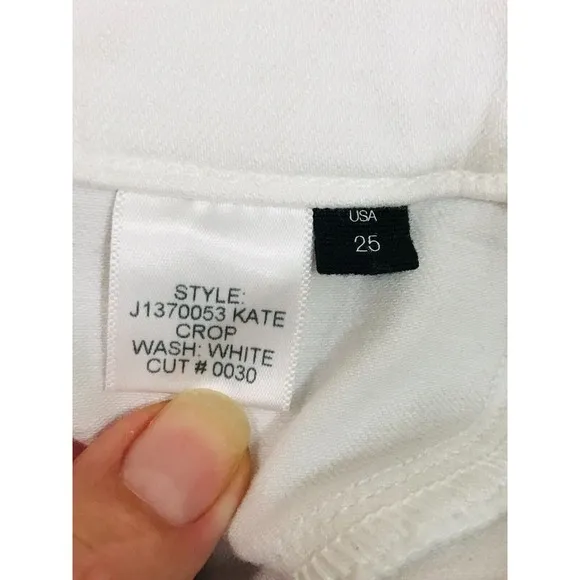 STYLE:
J1370053 KATE
CROP
WASH: WHITE
CUT # 0030
USA
25